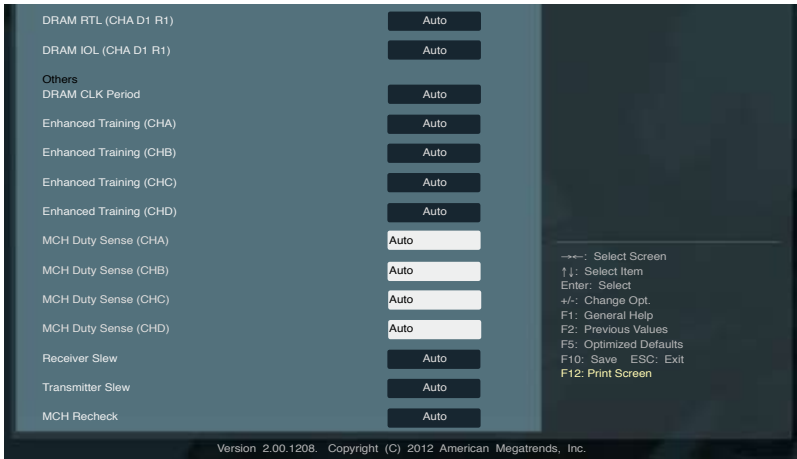 DRAM RTL (CHA D1 R1) Auto
DRAM IOL (CHA D1 R1) Auto
Others
DRAM CLK Period Auto
Enhanced Training (CHA) Auto
Enhanced Training (CHB) Auto
Enhanced Training (CHC) Auto
Enhanced Training (CHD) Auto
MCH Duty Sense (CHA) Auto
MCH Duty Sense (CHB) Auto
MCH Duty Sense (CHC) Auto
MCH Duty Sense (CHD) Auto
Receiver Slew Auto
Transmitter Slew Auto
MCH Recheck Auto
→←: Select Screen
↑↓: Select Item
Enter: Select
+/-: Change Opt.
F1: General Help
F2: Previous Values
F5: Optimized Defaults
F10: Save ESC: Exit
F12: Print Screen
Version 2.00.1208. Copyright (C) 2012 American Megatrends, Inc.